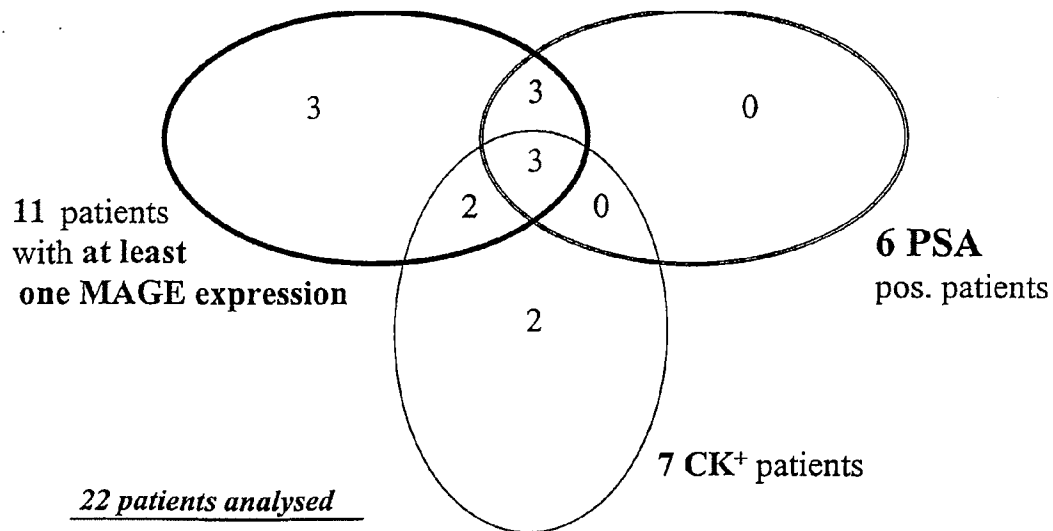 3
3
0
3
2
0
11 patients
with at least
one MAGE expression
6 PSA
pos. patients
2
7 CK⁺ patients
22 patients analysed